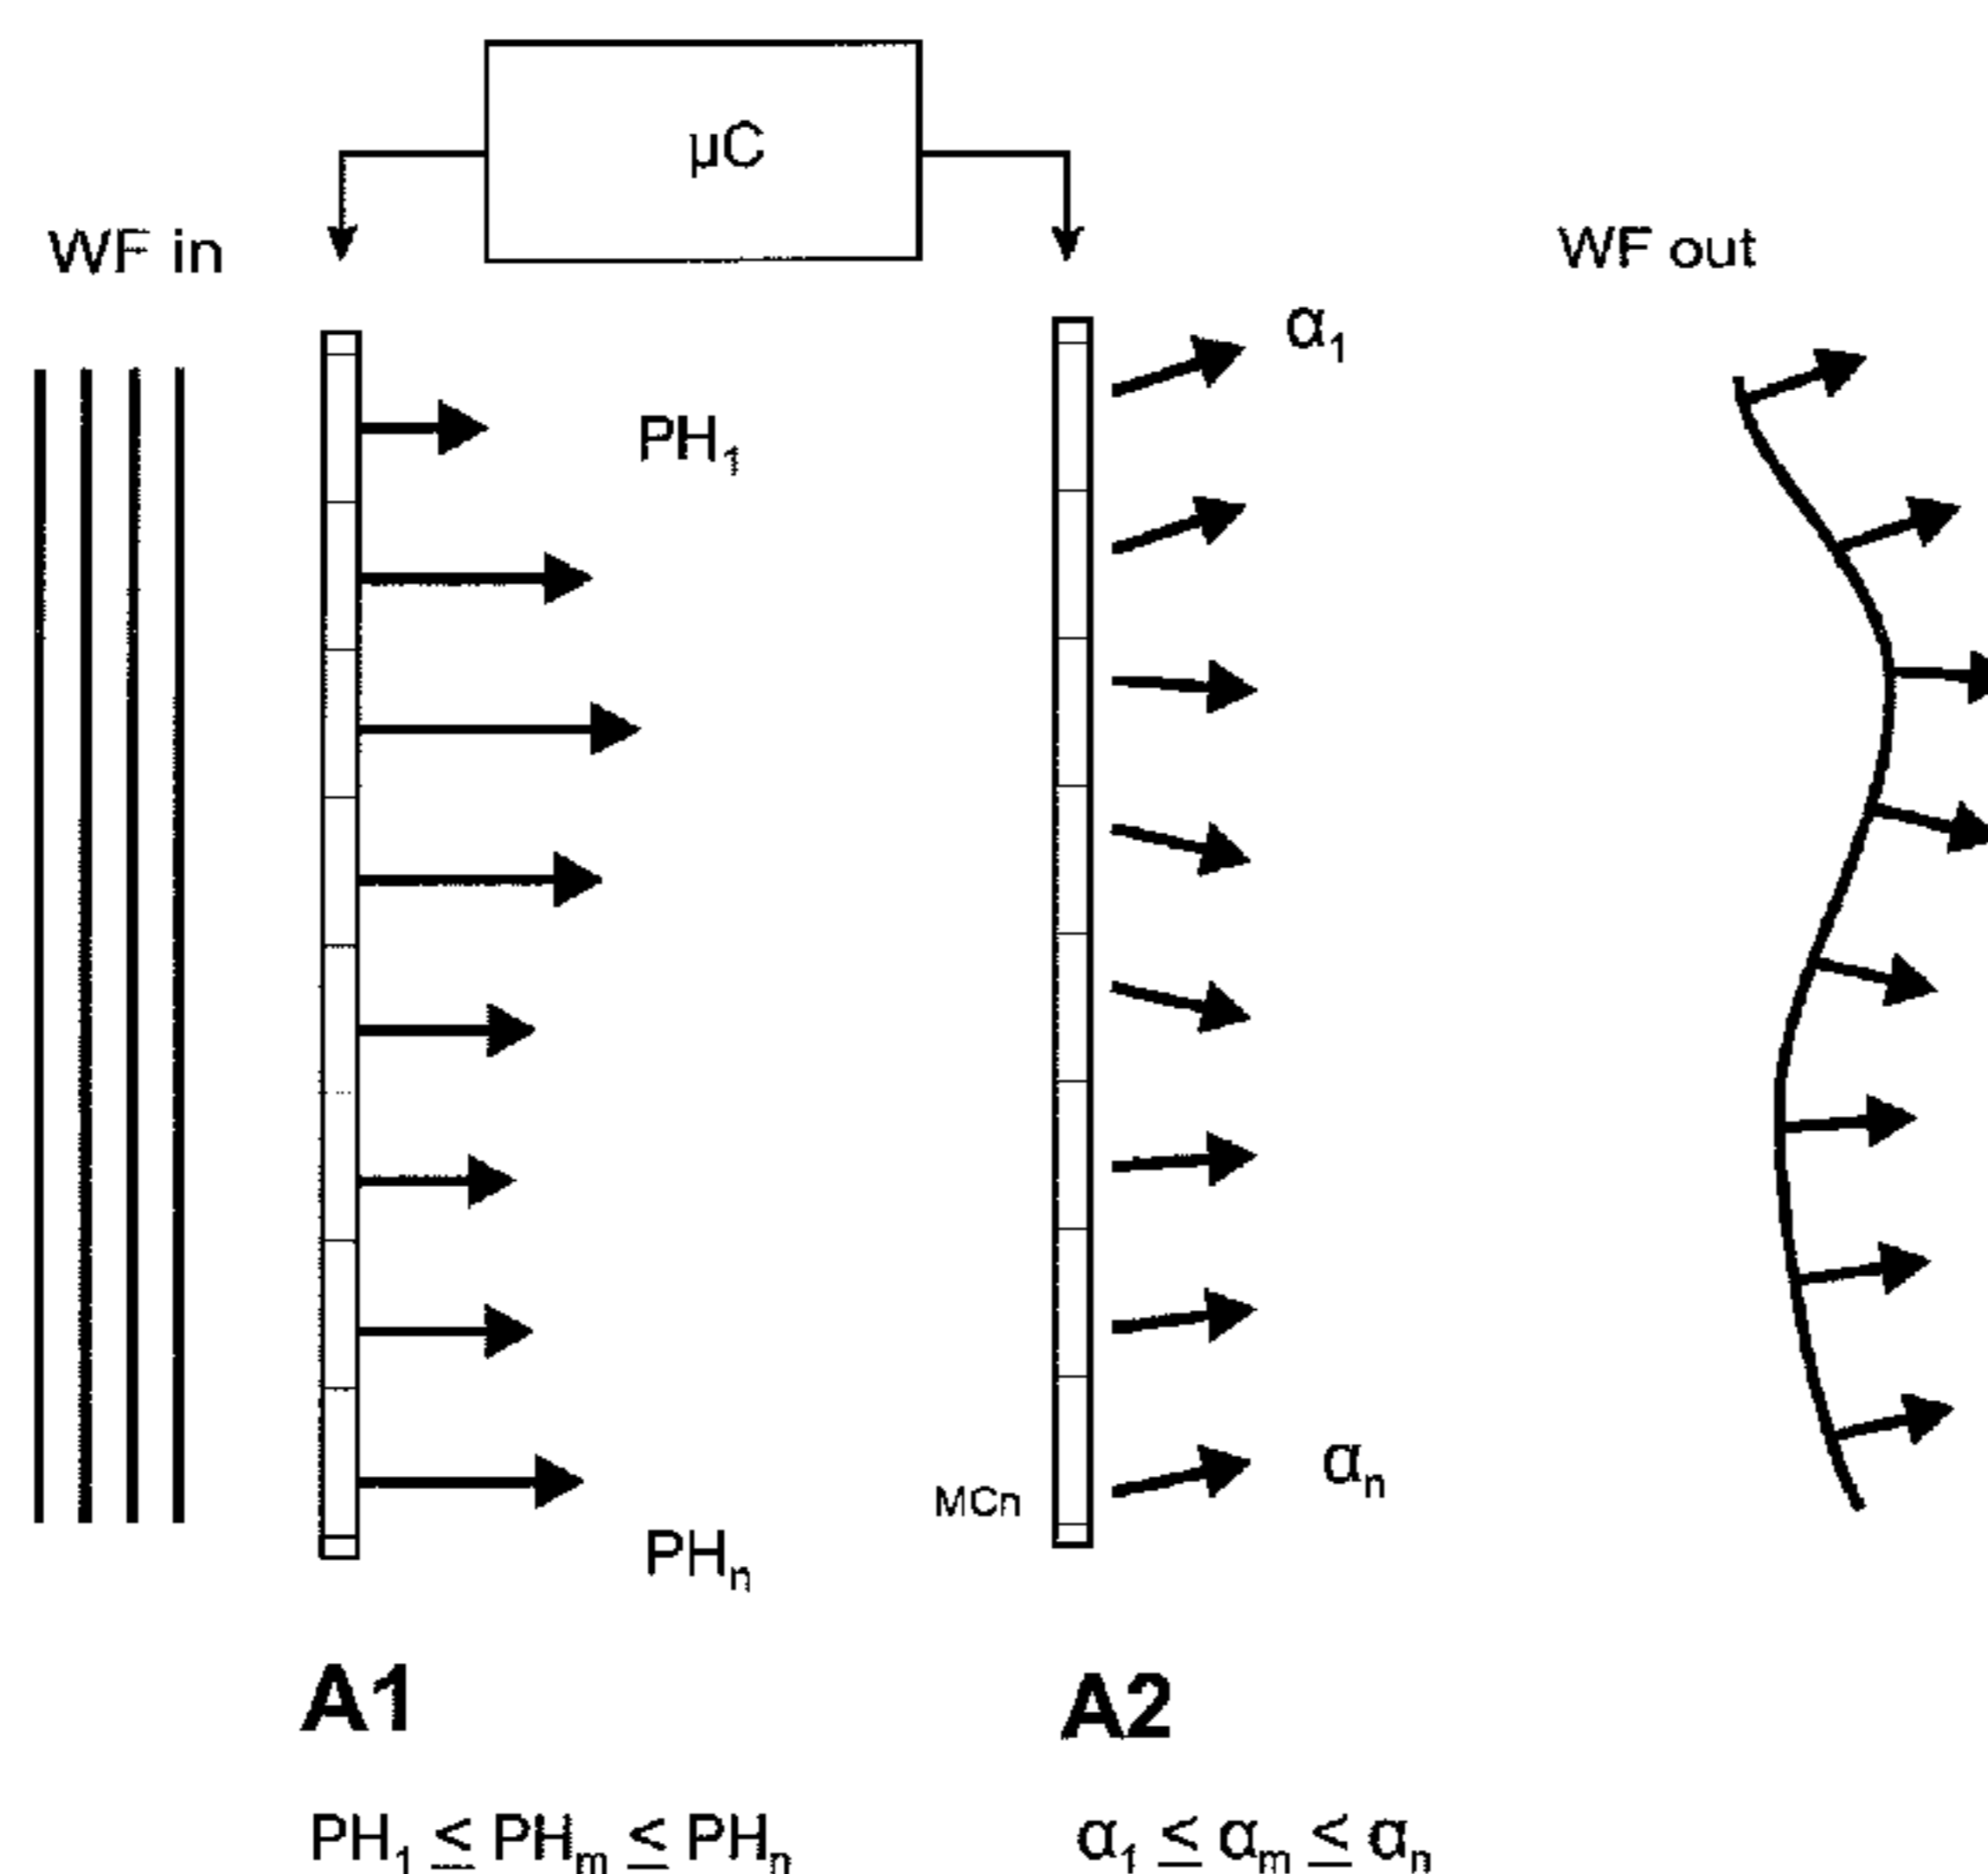 µC
WF in
WF out
α₁
PH₁
αₙ
MCn
PHₙ
A1
A2
PH₁ ≤ PHₘ ≤ PHₙ
α₁ ≤ αₘ ≤ αₙ